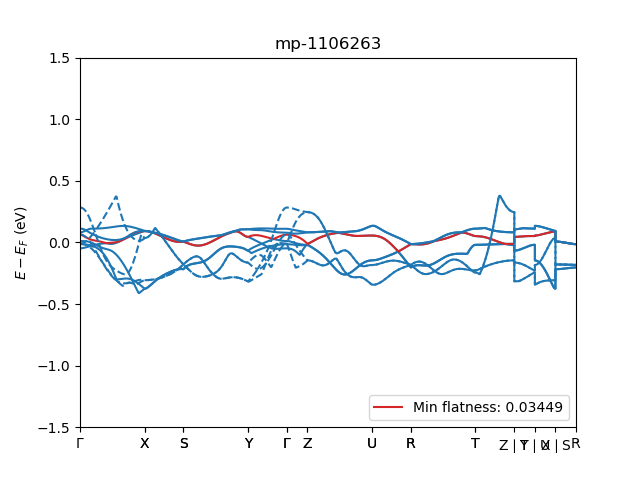 mp-1106263
E − E_F (eV)
1.5
1.0
0.5
0.0
−0.5
−1.0
−1.5
Min flatness: 0.03449
Γ X S Y Γ Z U R T Z | Y | | S R